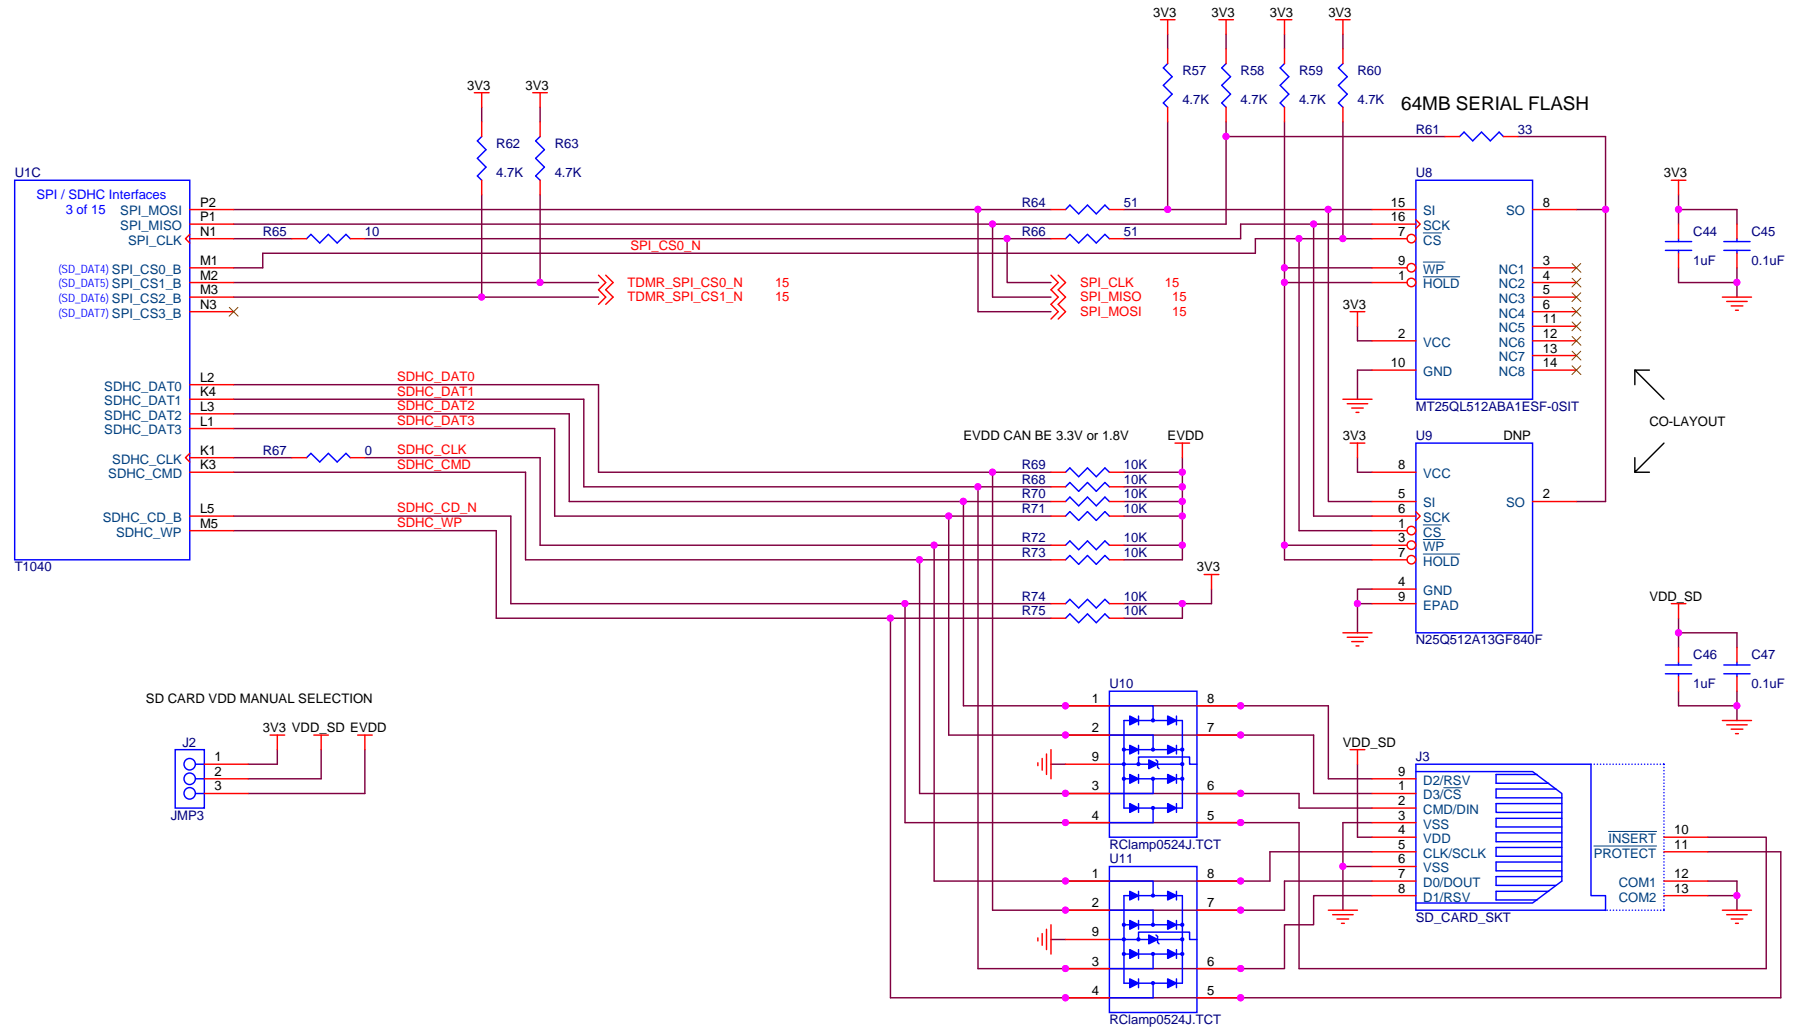 3V3 3V3 3V3 3V3
R57 R58 R59 R60
4.7K 4.7K 4.7K 4.7K
64MB SERIAL FLASH
3V3 3V3
R62 R63
4.7K 4.7K
R61 33
U1C
SPI / SDHC Interfaces
3 of 15
SPI_MOSI P2
SPI_MISO P1
SPI_CLK N1
R65 10
(SD_DAT4) SPI_CS0_B M1
(SD_DAT5) SPI_CS1_B M2
(SD_DAT6) SPI_CS2_B M3
(SD_DAT7) SPI_CS3_B N3
SPI_CS0_N
TDMR_SPI_CS0_N 15
TDMR_SPI_CS1_N 15
R64 51
R66 51
SPI_CLK 15
SPI_MISO 15
SPI_MOSI 15
SDHC_DAT0 L2 SDHC_DAT0
SDHC_DAT1 K4 SDHC_DAT1
SDHC_DAT2 L3 SDHC_DAT2
SDHC_DAT3 L1 SDHC_DAT3
SDHC_CLK K1 R67 0 SDHC_CLK
SDHC_CMD K3 SDHC_CMD
SDHC_CD_B L5 SDHC_CD_N
SDHC_WP M5 SDHC_WP
T1040
U8
15 SI SO 8
16 SCK
7 CS
9 WP NC1 3
1 HOLD NC2 4
NC3 5
NC4 6
NC5 11
3V3
2 VCC NC6 12
NC7 13
10 GND NC8 14
MT25QL512ABA1ESF-0SIT
3V3
C44 C45
1uF 0.1uF
CO-LAYOUT
EVDD CAN BE 3.3V or 1.8V EVDD
R69 10K
R68 10K
R70 10K
R71 10K
R72 10K
R73 10K
3V3
R74 10K
R75 10K
3V3
U9 DNP
8 VCC
5 SI SO 2
6 SCK
1 CS
3 WP
7 HOLD
4 GND
9 EPAD
N25Q512A13GF840F
VDD_SD
C46 C47
1uF 0.1uF
SD CARD VDD MANUAL SELECTION
3V3 VDD_SD EVDD
J2
1
2
3
JMP3
U10
1 8
2 7
9
3 6
4 5
RClamp0524J.TCT
U11
1 8
2 7
9
3 6
4 5
RClamp0524J.TCT
VDD_SD
J3
9 D2/RSV
1 D3/CS
2 CMD/DIN
3 VSS
4 VDD
5 CLK/SCLK
6 VSS
7 D0/DOUT
8 D1/RSV
INSERT 10
PROTECT 11
COM1 12
COM2 13
SD_CARD_SKT